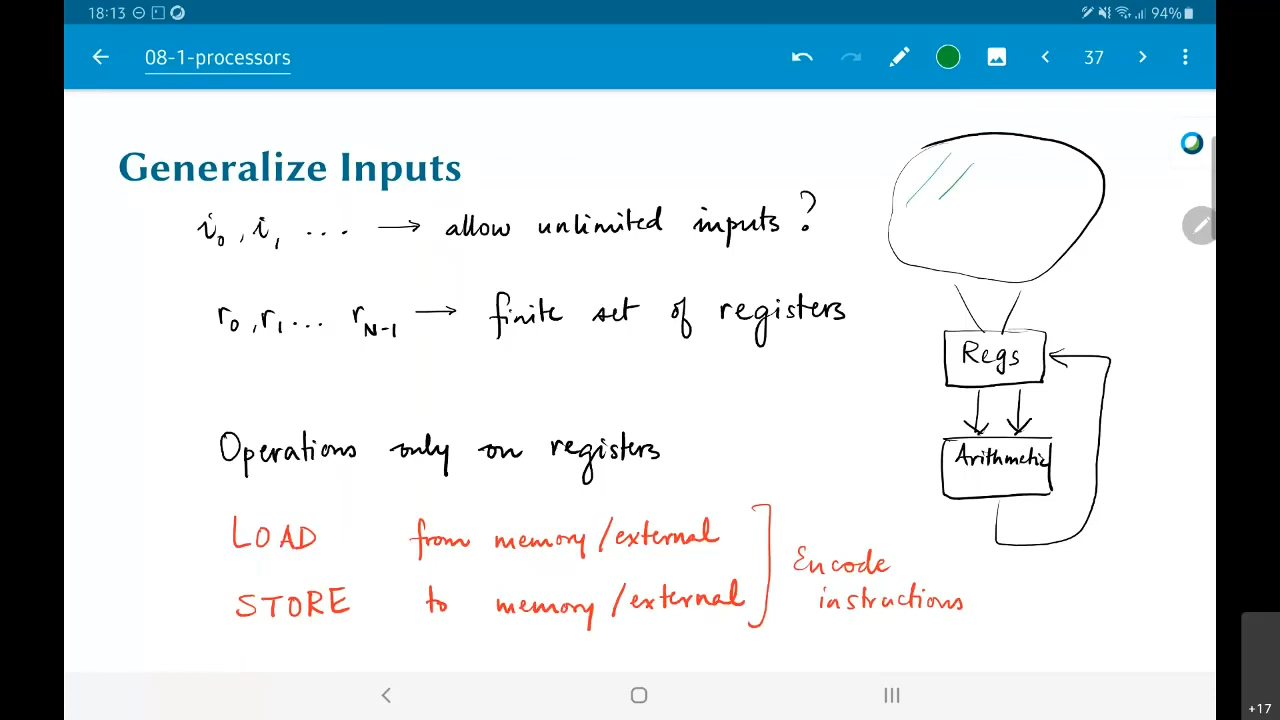 18:13
94%
08-1-processors
37
Generalize Inputs
i0, i1 ... → allow unlimited inputs?
r0, r1 ... rN-1 → finite set of registers
Regs
Operations only on registers
Arithmetic
LOAD from memory/external
STORE to memory/external
Encode
instructions
+17